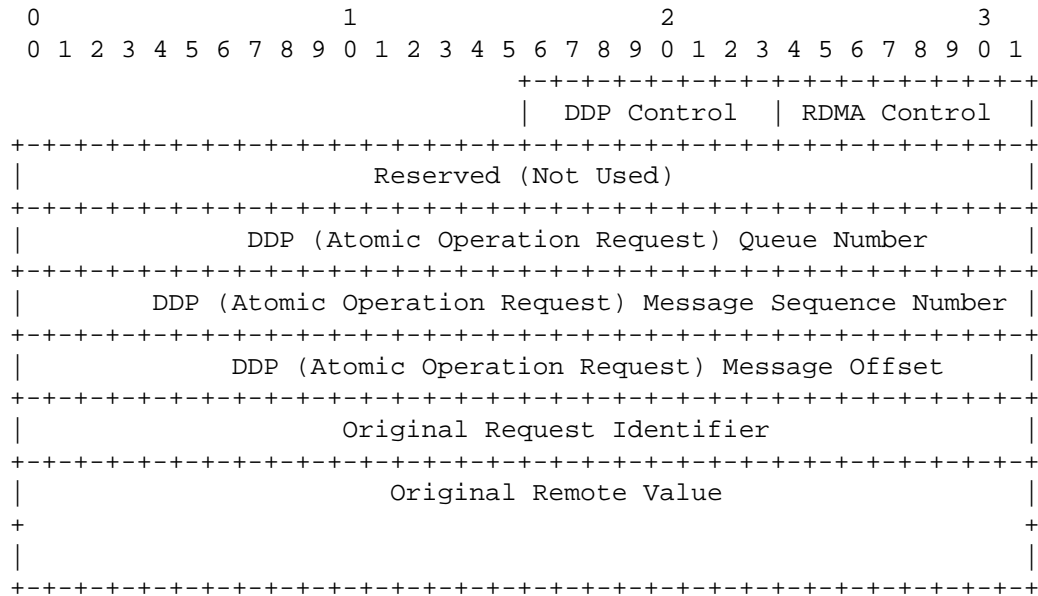 0                   1                   2                   3
0 1 2 3 4 5 6 7 8 9 0 1 2 3 4 5 6 7 8 9 0 1 2 3 4 5 6 7 8 9 0 1
                                +-+-+-+-+-+-+-+-+-+-+-+-+-+-+-+-+
                                |  DDP Control  | RDMA Control  |
+-+-+-+-+-+-+-+-+-+-+-+-+-+-+-+-+-+-+-+-+-+-+-+-+-+-+-+-+-+-+-+-+
|                      Reserved (Not Used)                      |
+-+-+-+-+-+-+-+-+-+-+-+-+-+-+-+-+-+-+-+-+-+-+-+-+-+-+-+-+-+-+-+-+
|              DDP (Atomic Operation Request) Queue Number      |
+-+-+-+-+-+-+-+-+-+-+-+-+-+-+-+-+-+-+-+-+-+-+-+-+-+-+-+-+-+-+-+-+
|        DDP (Atomic Operation Request) Message Sequence Number |
+-+-+-+-+-+-+-+-+-+-+-+-+-+-+-+-+-+-+-+-+-+-+-+-+-+-+-+-+-+-+-+-+
|             DDP (Atomic Operation Request) Message Offset     |
+-+-+-+-+-+-+-+-+-+-+-+-+-+-+-+-+-+-+-+-+-+-+-+-+-+-+-+-+-+-+-+-+
|                    Original Request Identifier                |
+-+-+-+-+-+-+-+-+-+-+-+-+-+-+-+-+-+-+-+-+-+-+-+-+-+-+-+-+-+-+-+-+
|                       Original Remote Value                   |
+                                                               +
|                                                               |
+-+-+-+-+-+-+-+-+-+-+-+-+-+-+-+-+-+-+-+-+-+-+-+-+-+-+-+-+-+-+-+-+